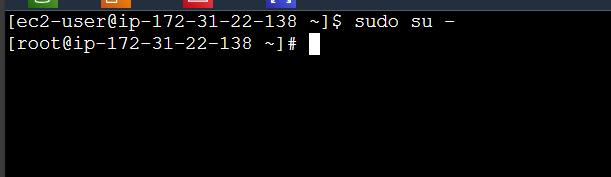 [ec2-user@ip-172-31-22-138 ~]$ sudo su -
[root@ip-172-31-22-138 ~]#